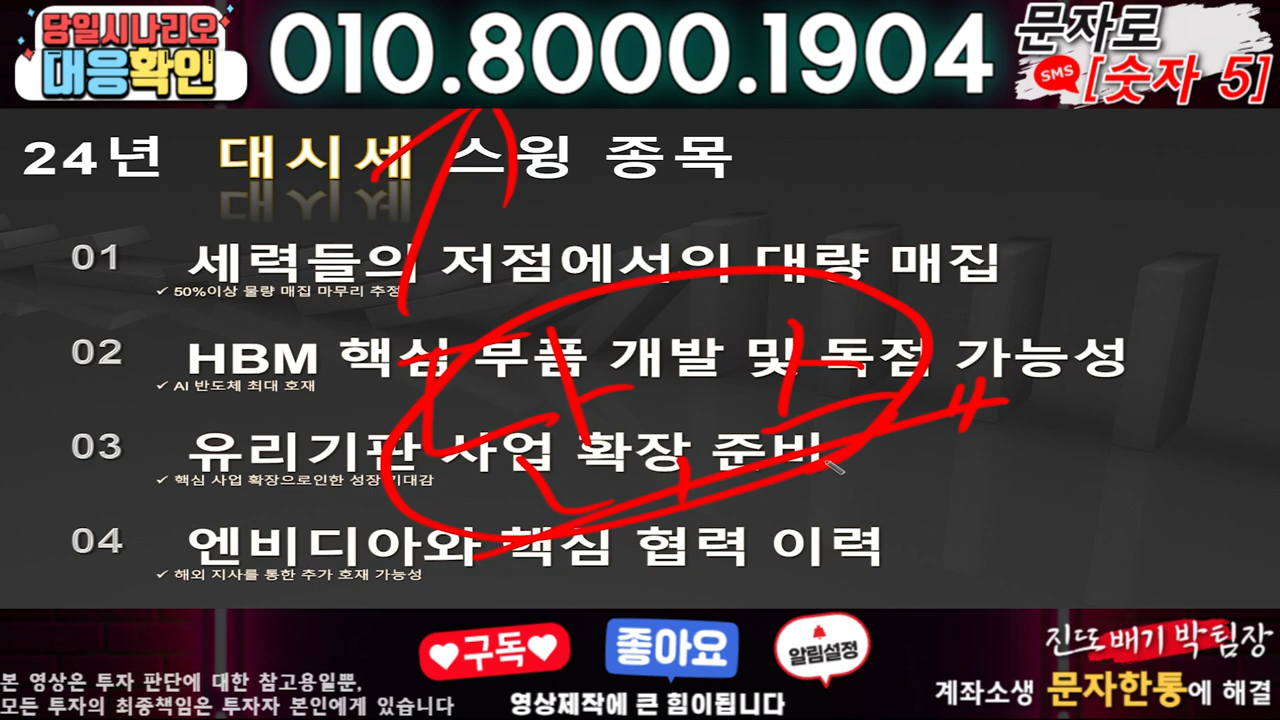 당일시나리오
대응확인
010.8000.1904
문자로
SMS [숫자 5]
24년 대시세 스윙 종목
01 세력들의 저점에서의 대량 매집
✓ 50%이상 물량 매집 마무리 추정
02 HBM 핵심 부품 개발 및 독점 가능성
✓ AI 반도체 최대 호재
03 유리기판 사업 확장 준비
✓ 핵심 사업 확장으로인한 성장 기대감
04 엔비디아와 핵심 협력 이력
✓ 해외 지사를 통한 추가 호재 가능성
본 영상은 투자 판단에 대한 참고용일뿐,
모든 투자의 최종책임은 투자자 본인에게 있습니다
구독
좋아요
알림설정
영상제작에 큰 힘이됩니다
진또배기 박팀장
계좌소생 문자한통에 해결